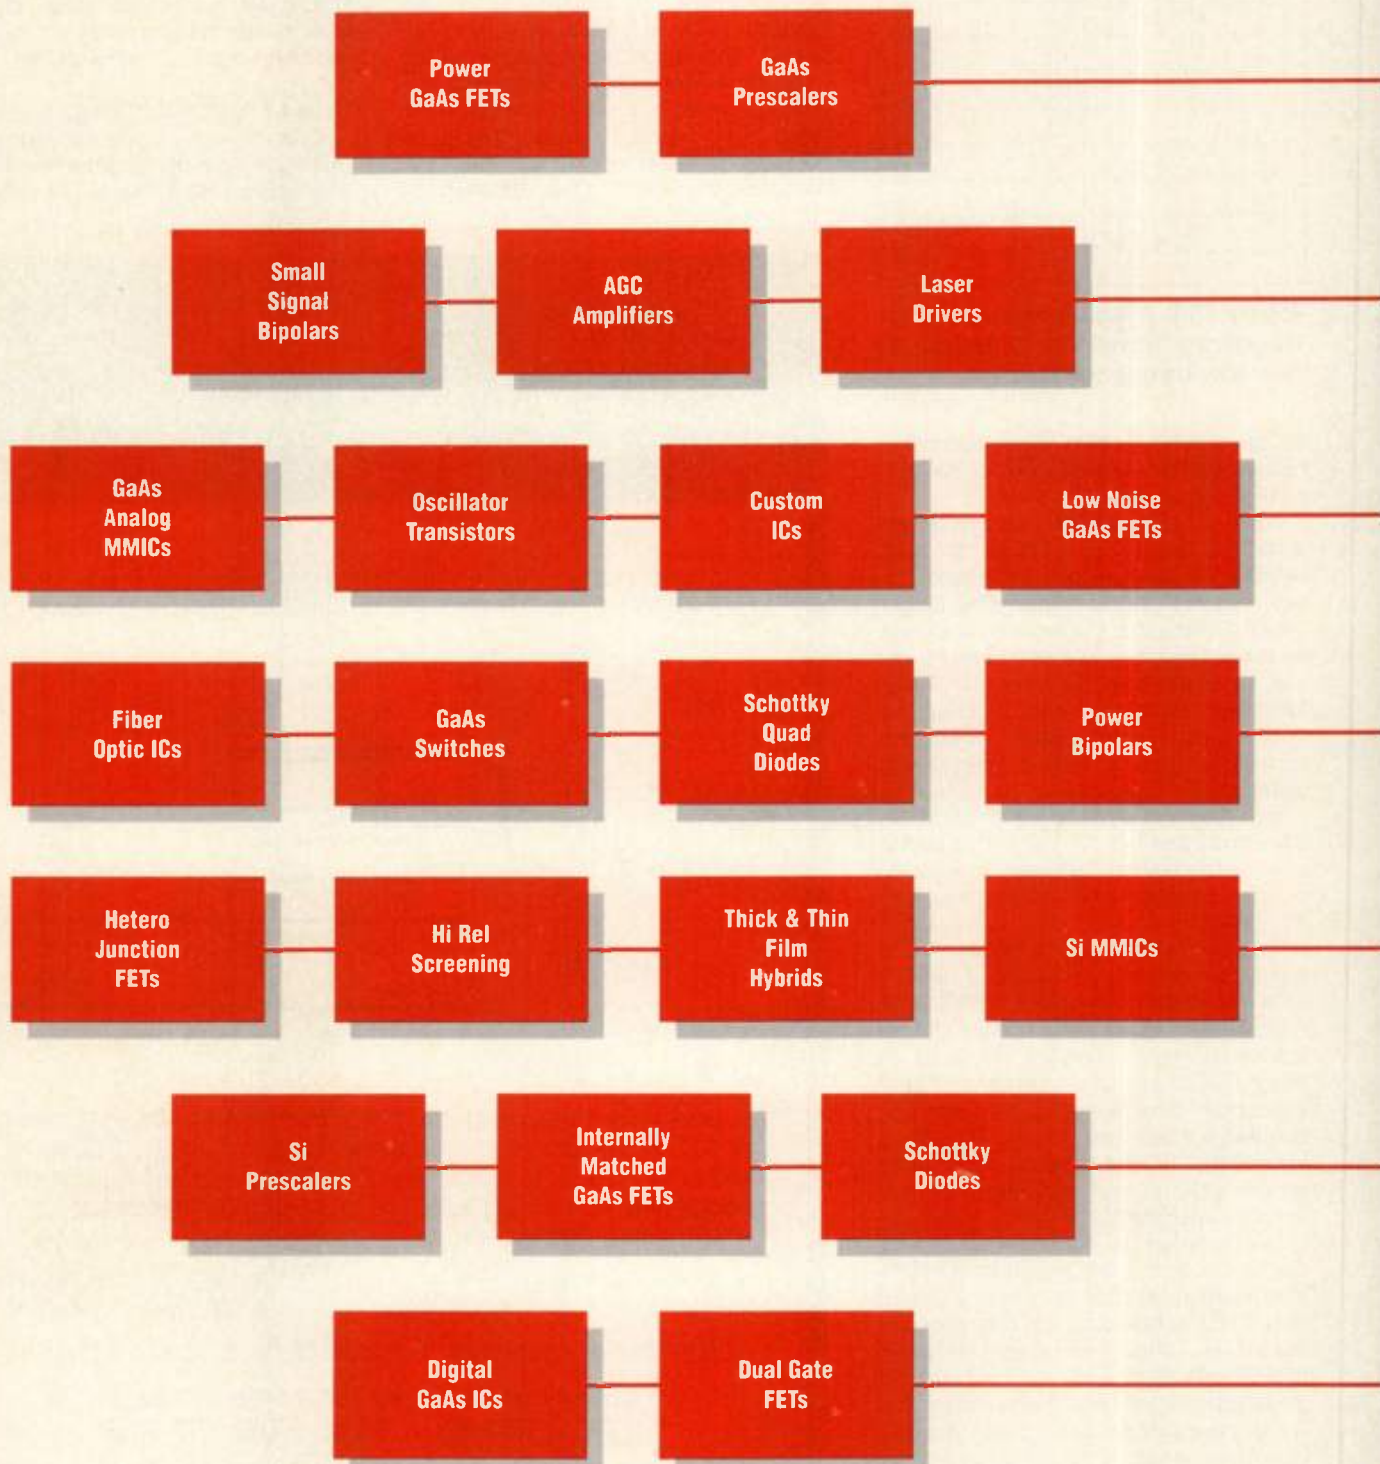 Power
GaAs FETs
GaAs
Prescalers
Small
Signal
Bipolars
AGC
Amplifiers
Laser
Drivers
GaAs
Analog
MMICs
Oscillator
Transistors
Custom
ICs
Low Noise
GaAs FETs
Fiber
Optic ICs
GaAs
Switches
Schottky
Quad
Diodes
Power
Bipolars
Hetero
Junction
FETs
Hi Rel
Screening
Thick & Thin
Film
Hybrids
Si MMICs
Si
Prescalers
Internally
Matched
GaAs FETs
Schottky
Diodes
Digital
GaAs ICs
Dual Gate
FETs